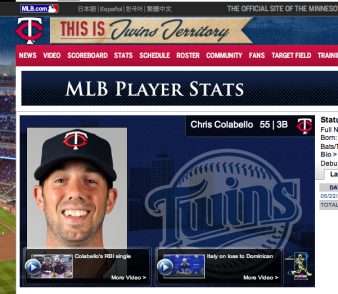 MLB.com 日本語 | Español | 한국어 | 繁體中文 THE OFFICIAL SITE OF THE MINNESO
THIS IS Twins Territory
NEWS VIDEO SCOREBOARD STATS SCHEDULE ROSTER COMMUNITY FANS TARGET FIELD TRAINI
MLB PLAYER STATS
Chris Colabello 55 | 3B
Statu
Full N
Born:
Bats/T
Bio >
Debu
La
DA
05/22/
TOTAL
Twins
Colabello's RBI single
More Video >
Italy on loss to Dominican
More Video >